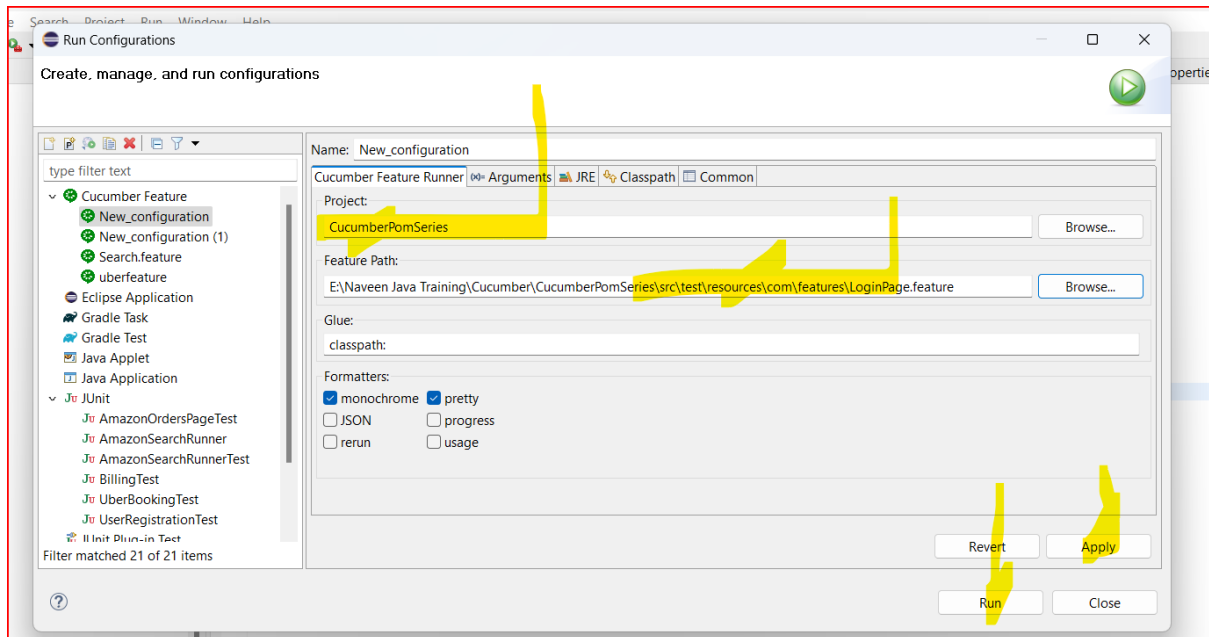 Search Project Run Window Help
Run Configurations
Create, manage, and run configurations
operties
Name: New_configuration
type filter text
Cucumber Feature Runner Arguments JRE Classpath Common
Cucumber Feature
New_configuration
New_configuration (1)
Search.feature
uberfeature
Eclipse Application
Gradle Task
Gradle Test
Java Applet
Java Application
JUnit
AmazonOrdersPageTest
AmazonSearchRunner
AmazonSearchRunnerTest
BillingTest
UberBookingTest
UserRegistrationTest
JUnit Plug-in Test
Filter matched 21 of 21 items
Project:
CucumberPomSeries Browse...
Feature Path:
E:\Naveen Java Training\Cucumber\CucumberPomSeries\src\test\resources\com\features\LoginPage.feature Browse...
Glue:
classpath:
Formatters:
monochrome pretty
JSON progress
rerun usage
Revert Apply
Run Close